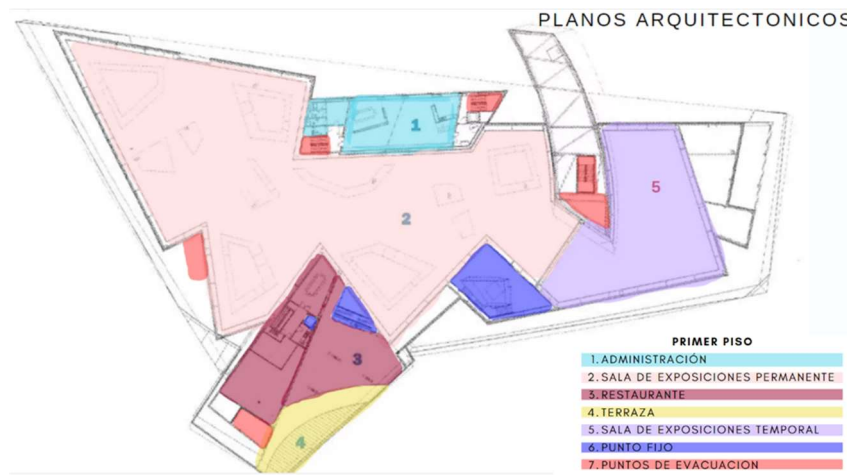 PLANOS ARQUITECTONICOS
1
2
3
4
5
PRIMER PISO
1. ADMINISTRACIÓN
2. SALA DE EXPOSICIONES PERMANENTE
3. RESTAURANTE
4. TERRAZA
5. SALA DE EXPOSICIONES TEMPORAL
6. PUNTO FIJO
7. PUNTOS DE EVACUACION